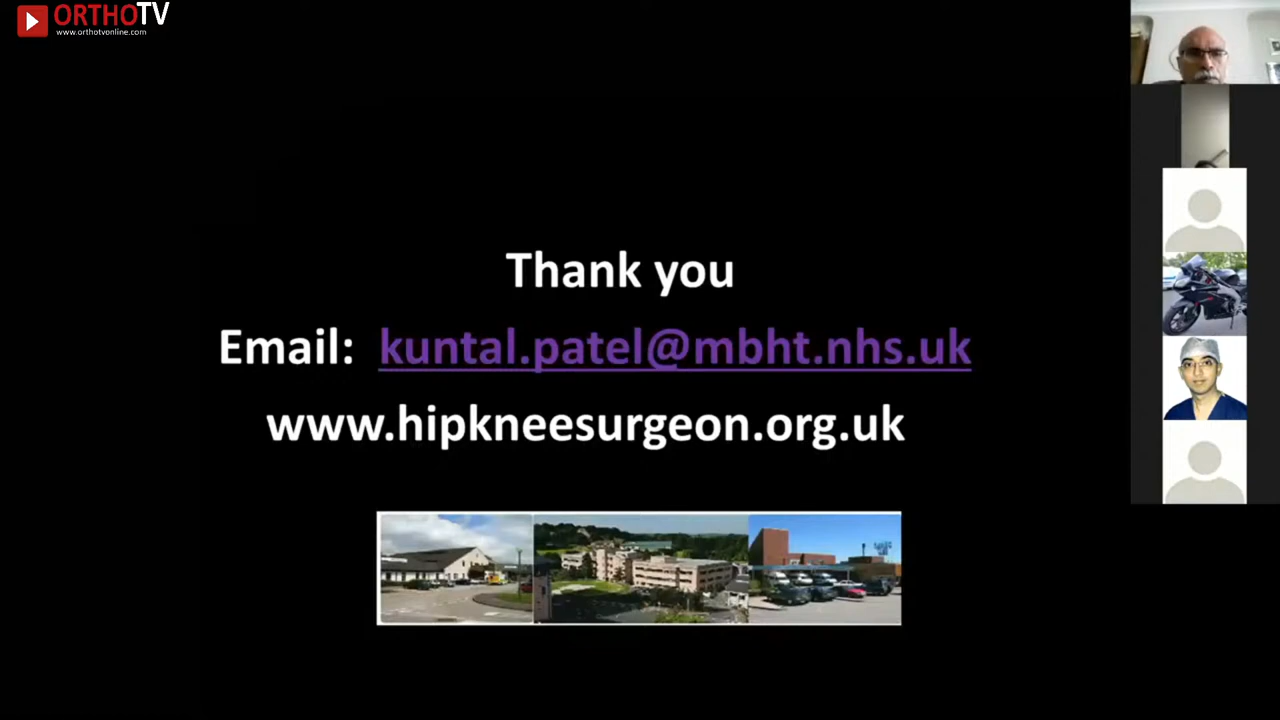 ORTHOTV
www.orthotvonline.com
Thank you
Email: kuntal.patel@mbht.nhs.uk
www.hipkneesurgeon.org.uk